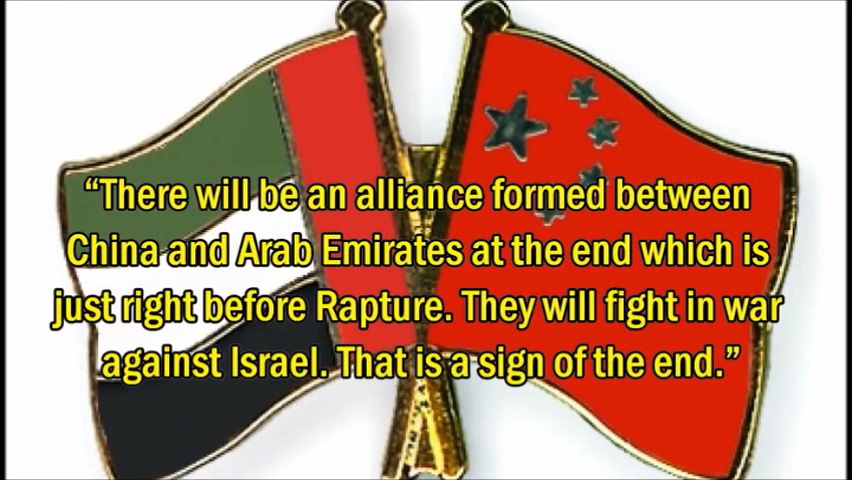 “There will be an alliance formed between
China and Arab Emirates at the end which is
just right before Rapture. They will fight in war
against Israel. That is a sign of the end.”